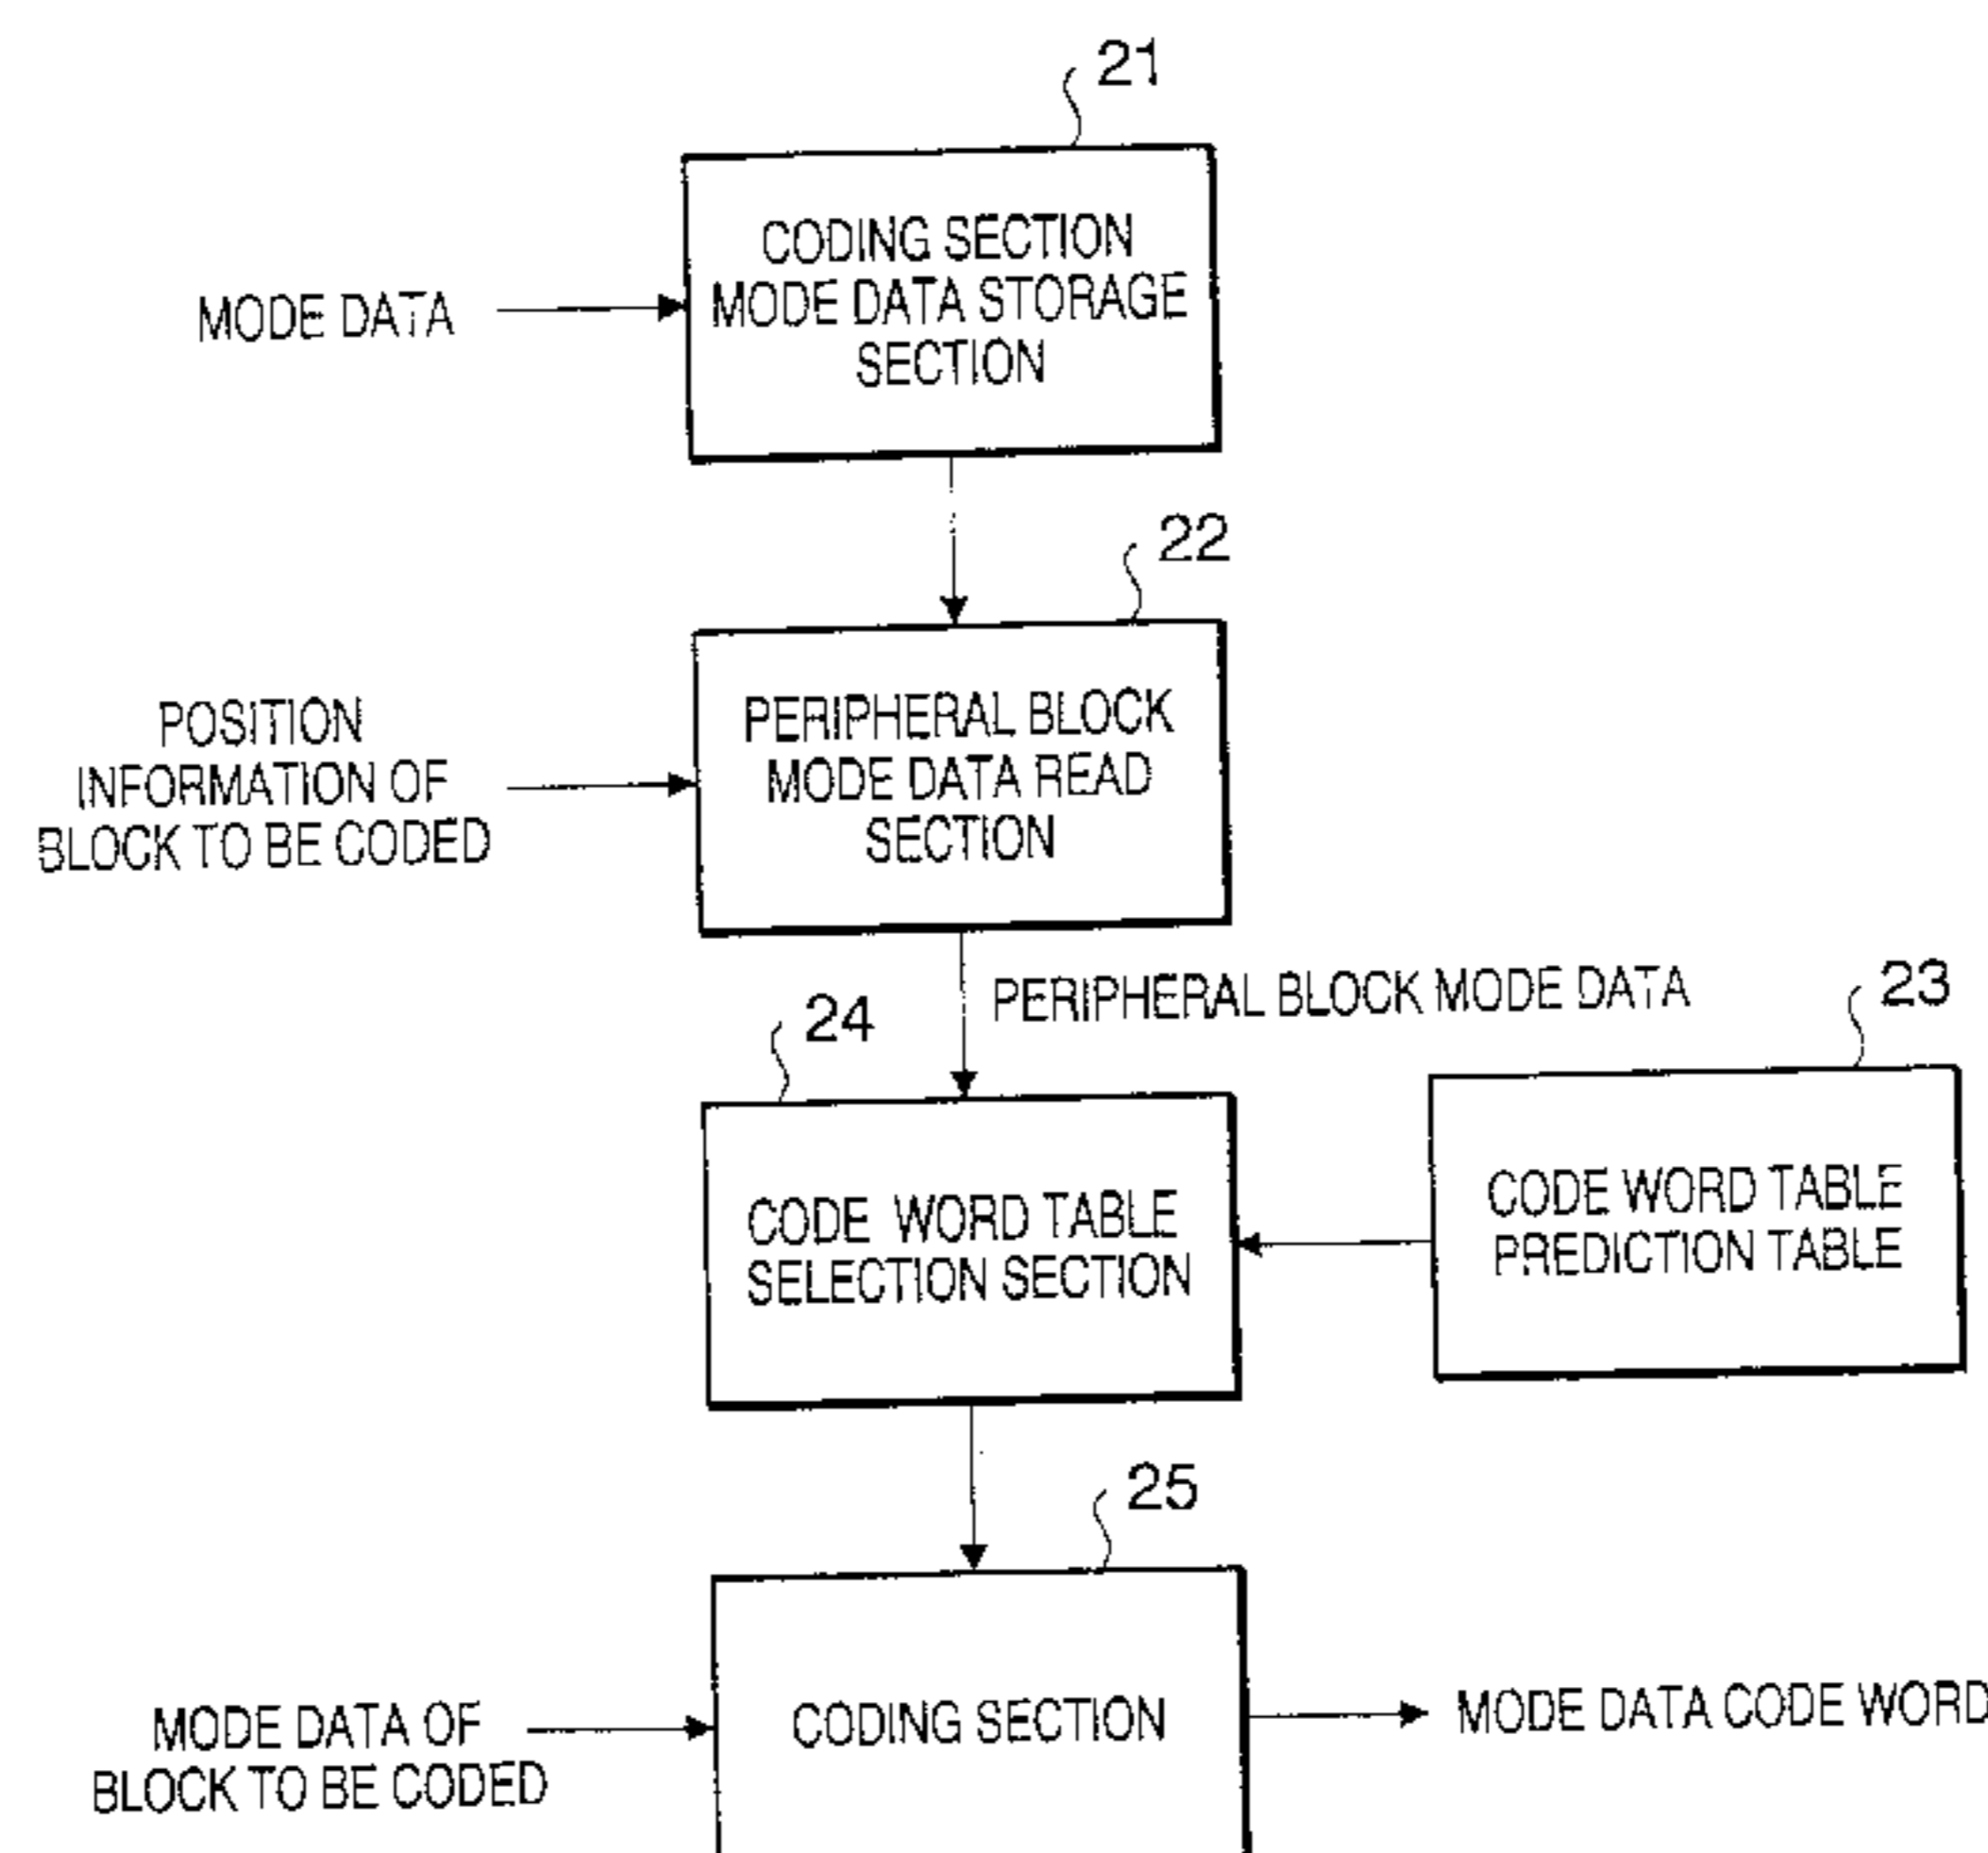 21
CODING SECTION
MODE DATA STORAGE
SECTION
MODE DATA
22
PERIPHERAL BLOCK
MODE DATA READ
SECTION
POSITION
INFORMATION OF
BLOCK TO BE CODED
PERIPHERAL BLOCK MODE DATA
23
24
CODE WORD TABLE
SELECTION SECTION
CODE WORD TABLE
PREDICTION TABLE
25
CODING SECTION
MODE DATA OF
BLOCK TO BE CODED
MODE DATA CODE WORD